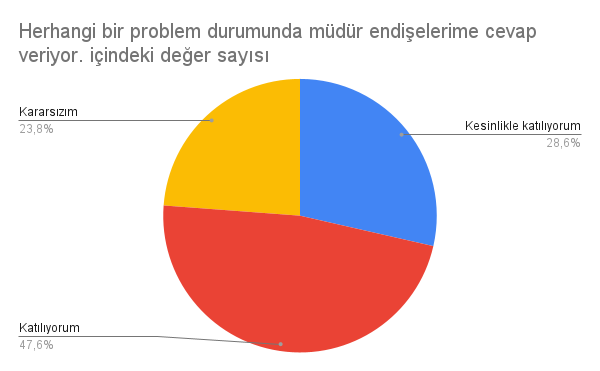 Herhangi bir problem durumunda müdür endişelerime cevap
veriyor. içindeki değer sayısı
Kararsızım
23,8%
Kesinlikle katılıyorum
28,6%
Katılıyorum
47,6%